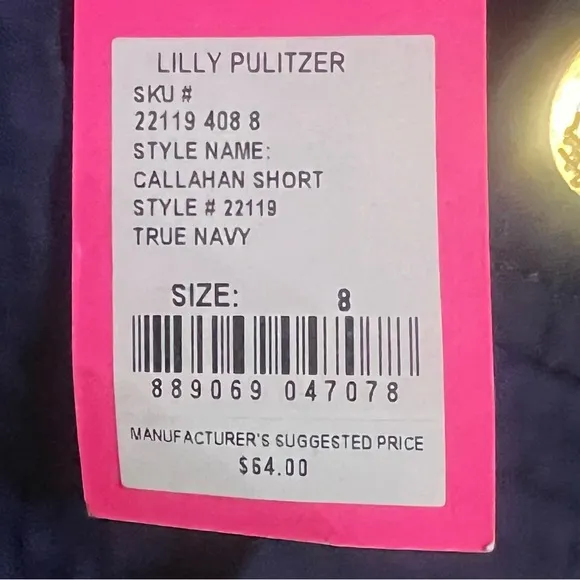 LILLY PULITZER
SKU #
22119 408 8
STYLE NAME:
CALLAHAN SHORT
STYLE # 22119
TRUE NAVY
SIZE: 8
889069 047078
MANUFACTURER'S SUGGESTED PRICE
$64.00